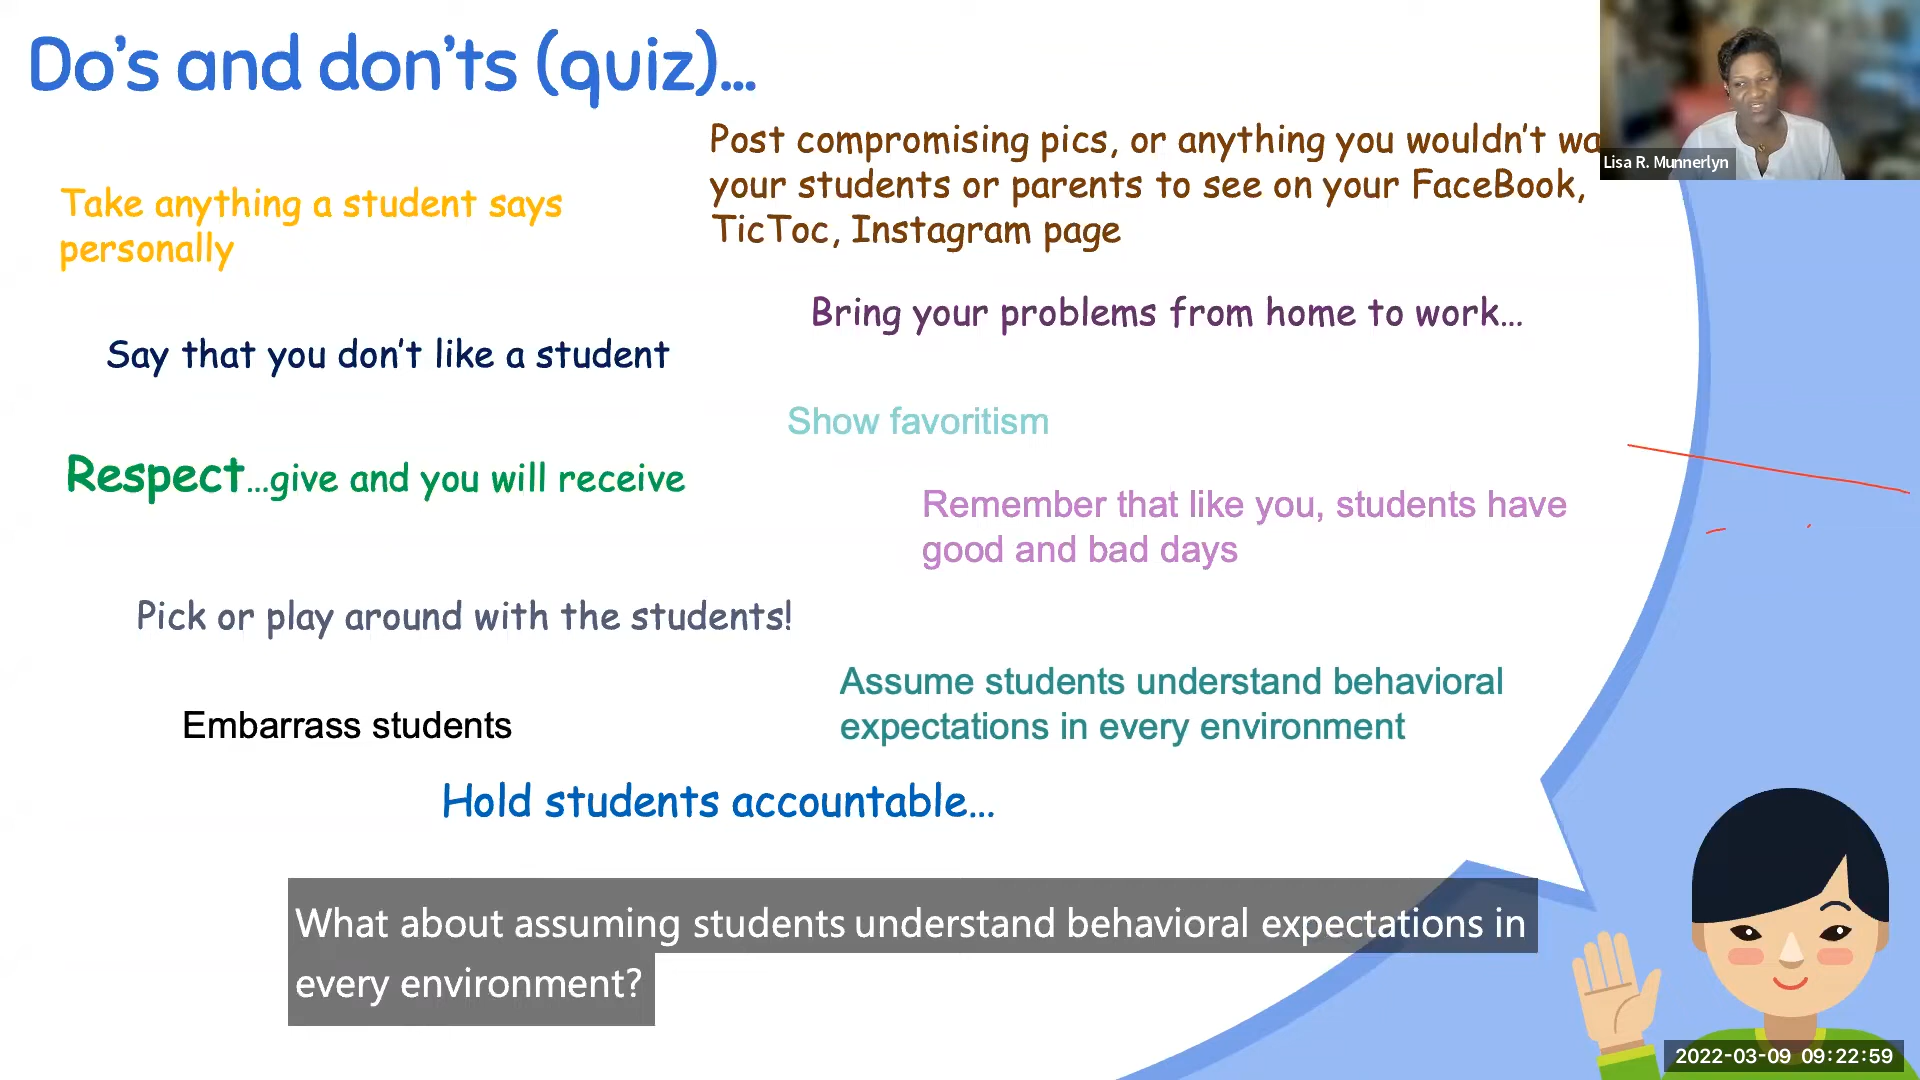 Do's and don'ts (quiz)...
Post compromising pics, or anything you wouldn't
your students or parents to see on your FaceBook,
TicToc, Instagram page
Lisa R. Munnerlyn
Take anything a student says
personally
Bring your problems from home to work...
Say that you don't like a student
Show favoritism
Respect...give and you will receive
Remember that like you, students have
good and bad days
Pick or play around with the students!
Assume students understand behavioral
expectations in every environment
Embarrass students
Hold students accountable...
What about assuming students understand behavioral expectations in
every environment?
2022-03-09 09:22:59